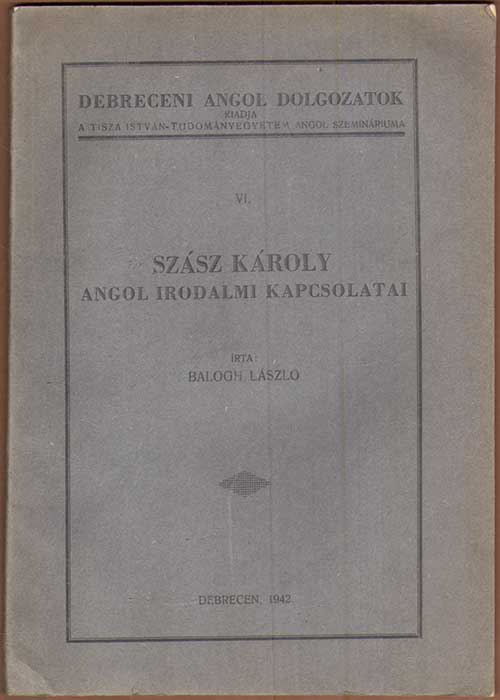 DEBRECENI ANGOL DOLGOZATOK
KIADJA
A TISZA ISTVÁN-TUDOMÁNYEGYETEM ANGOL SZEMINÁRIUMA
VI.
SZÁSZ KÁROLY
ANGOL IRODALMI KAPCSOLATAI
ÍRTA:
BALOGH LÁSZLÓ
DEBRECEN, 1942